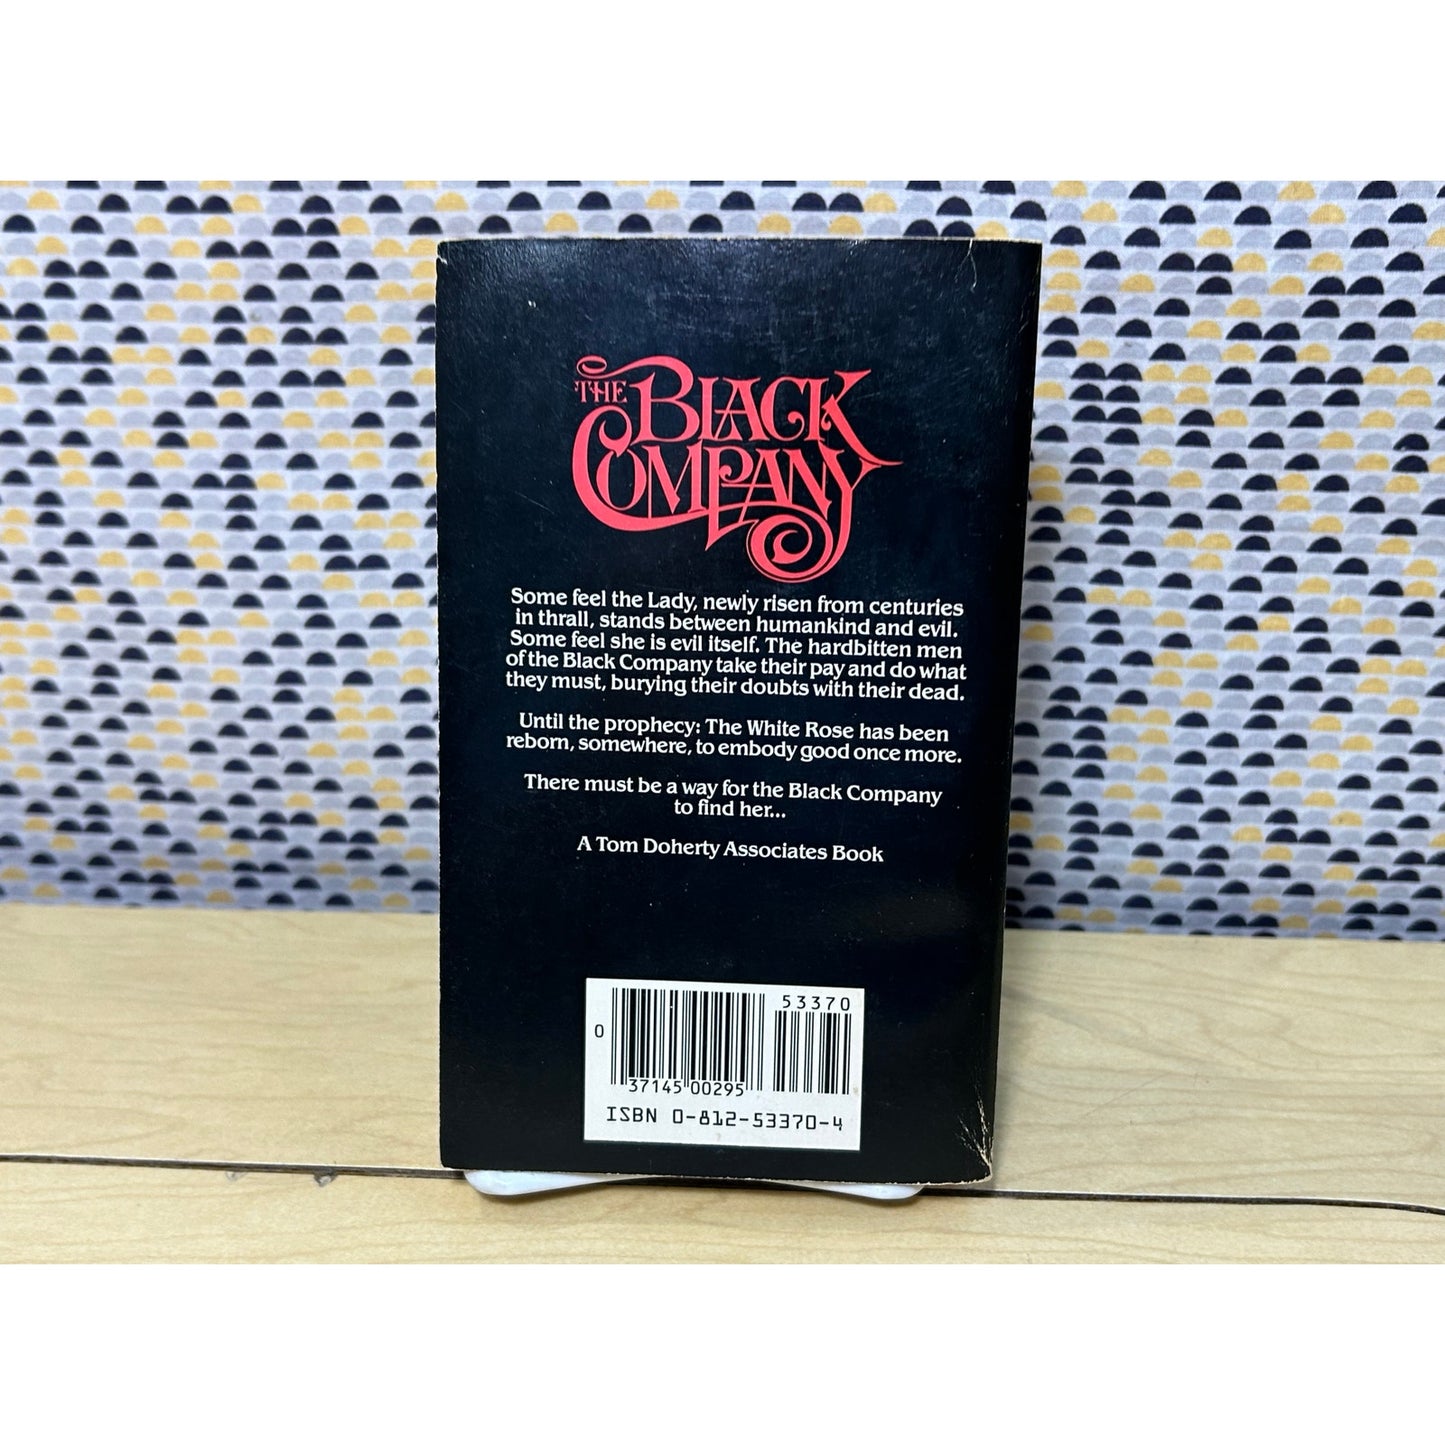 THE BLACK
COMPANY
Some feel the Lady, newly risen from centuries
in thrall, stands between humankind and evil.
Some feel she is evil itself. The hardbitten men
of the Black Company take their pay and do what
they must, burying their doubts with their dead.
Until the prophecy: The White Rose has been
reborn, somewhere, to embody good once more.
There must be a way for the Black Company
to find her...
A Tom Doherty Associates Book
53370
0
37145 00295
ISBN 0-812-53370-4